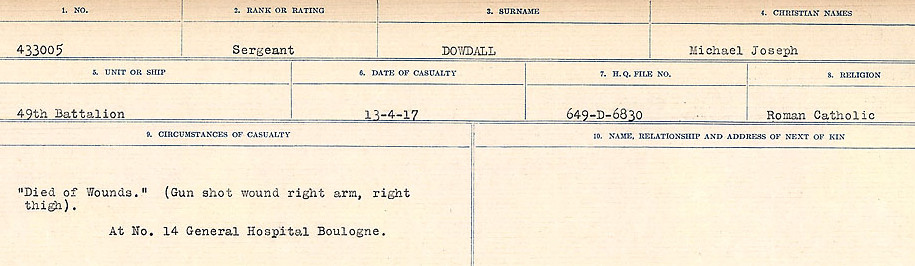 1. NO. 2. RANK OR RATING 3. SURNAME 4. CHRISTIAN NAMES
433005 Sergeant DOWDALL Michael Joseph
5. UNIT OR SHIP 6. DATE OF CASUALTY 7. H.Q. FILE NO. 8. RELIGION
49th Battalion 13-4-17 649-D-6830 Roman Catholic
9. CIRCUMSTANCES OF CASUALTY 10. NAME, RELATIONSHIP AND ADDRESS OF NEXT OF KIN
"Died of Wounds." (Gun shot wound right arm, right
thigh).
At No. 14 General Hospital Boulogne.